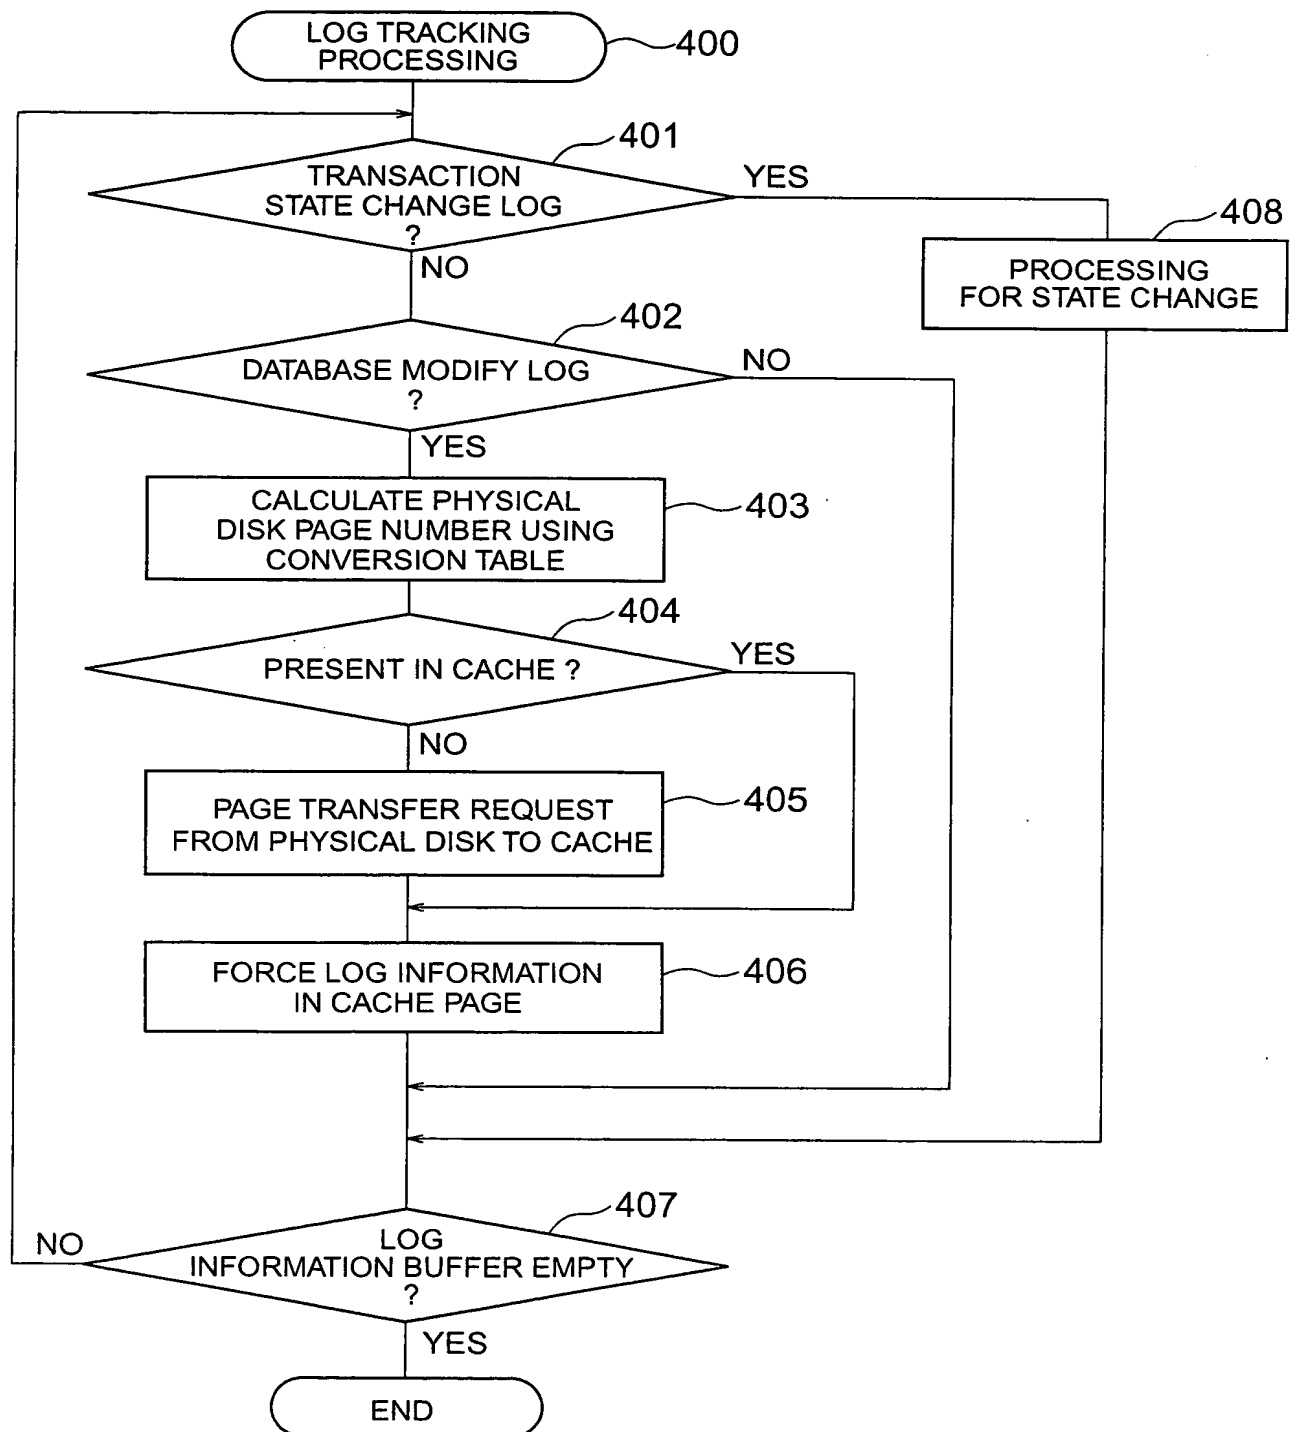 LOG TRACKING
PROCESSING
400
401
TRANSACTION
STATE CHANGE LOG
?
YES
NO
408
PROCESSING
FOR STATE CHANGE
402
DATABASE MODIFY LOG
?
NO
YES
CALCULATE PHYSICAL
DISK PAGE NUMBER USING
CONVERSION TABLE
403
404
PRESENT IN CACHE ?
YES
NO
PAGE TRANSFER REQUEST
FROM PHYSICAL DISK TO CACHE
405
FORCE LOG INFORMATION
IN CACHE PAGE
406
407
LOG
INFORMATION BUFFER EMPTY
?
NO
YES
END